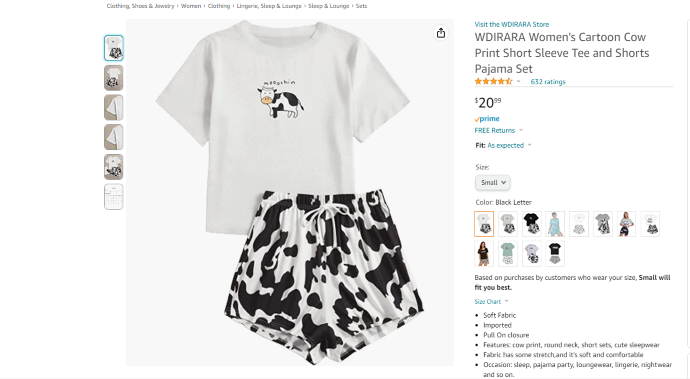 Clothing, Shoes & Jewelry › Women › Clothing › Lingerie, Sleep & Lounge › Sleep & Lounge › Sets
Visit the WDIRARA Store
WDIRARA Women's Cartoon Cow
Print Short Sleeve Tee and Shorts
Pajama Set
632 ratings
$20.99
prime
FREE Returns
Fit: As expected
Size:
Small
Color: Black Letter
Based on purchases by customers who wear your size, Small will
fit you best.
Size Chart
• Soft Fabric
• Imported
• Pull On closure
• Features: cow print, round neck, short sets, cute sleepwear
• Fabric has some stretch,and it's soft and comfortable
• Occasion: sleep, pajama party, loungewear, lingerie, nightwear
and so on.